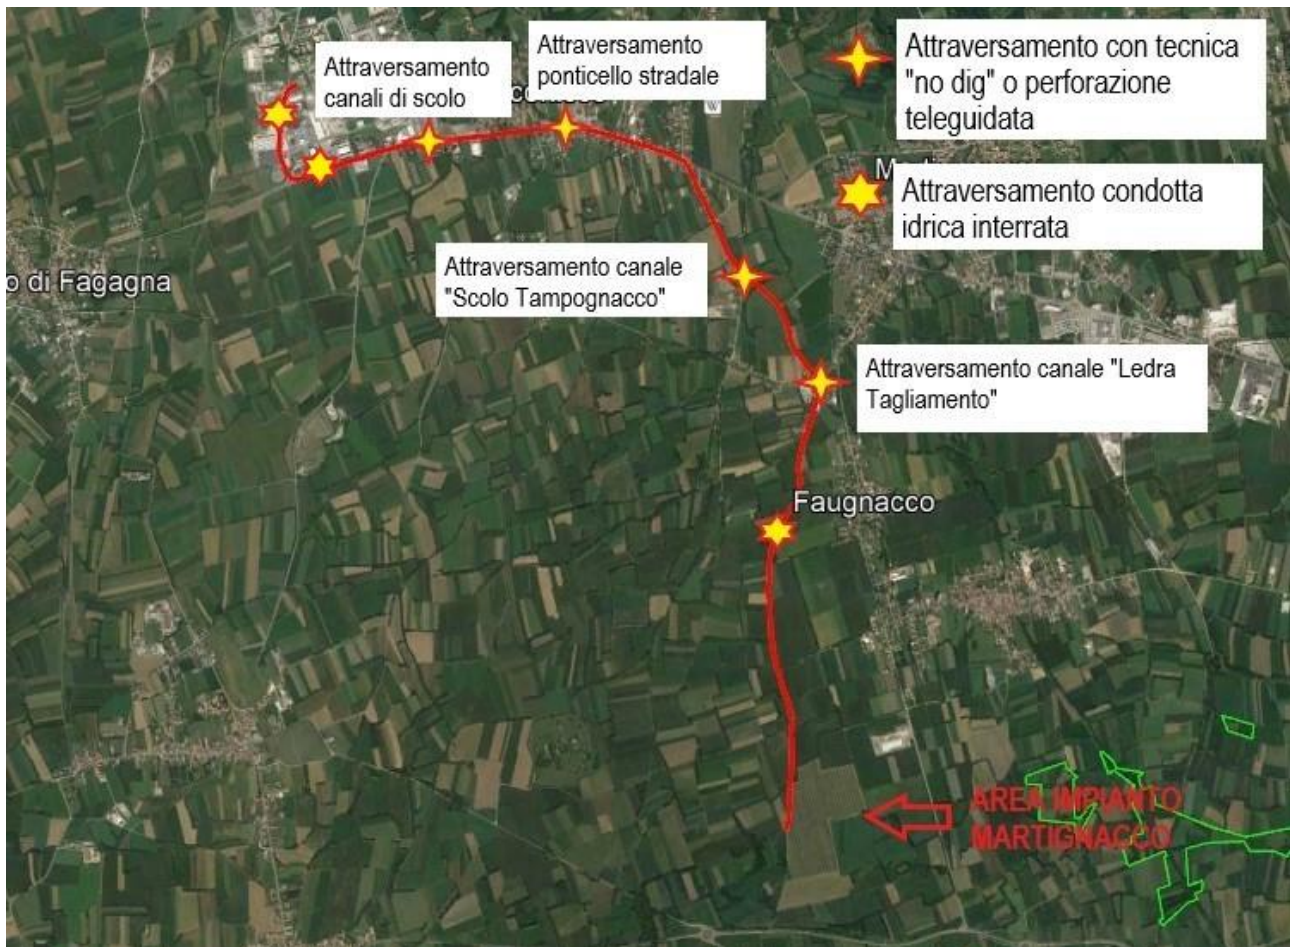 Attraversamento
canali di scolo
Attraversamento
ponticello stradale
Attraversamento con tecnica
"no dig" o perforazione
teleguidata
Attraversamento condotta
idrica interrata
o di Fagagna
Attraversamento canale
"Scolo Tampognacco"
Attraversamento canale "Ledra
Tagliamento"
Faugnacco
AREA IMPIANTO
MARTIGNACCO